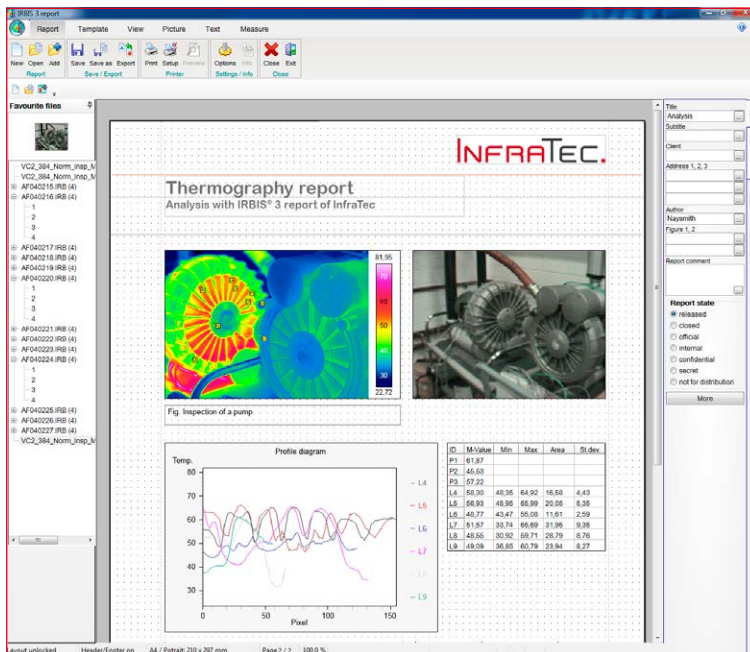 IRBIS 3 report
Report Template View Picture Text Measure
New Open Add Save Save as Export Print Setup Preview Options Info Close Exit
Report Save / Export Printer Settings / Info Close
Favourite files
VC2_384_Norm_Insp_M
VC2_384_Norm_Insp_M
AF040215.IRB (4)
AF040216.IRB (4)
1
2
3
4
AF040217.IRB (4)
AF040218.IRB (4)
AF040219.IRB (4)
AF040220.IRB (4)
1
2
3
4
AF040221.IRB (4)
AF040222.IRB (4)
AF040223.IRB (4)
AF040224.IRB (4)
1
2
3
4
AF040225.IRB (4)
AF040226.IRB (4)
AF040227.IRB (4)
VC2_384_Norm_Insp_M
INFRATEC.
Thermography report
Analysis with IRBIS® 3 report of InfraTec
81,95
70
60
50
40
30
22,72
Fig. Inspection of a pump
Profile diagram
Temp.
80
70
60
50
40
30
0 50 100 150
Pixel
L4
L5
L6
L7
L8
L9
ID M-Value Min Max Area St.dev.
P1 61,87
P2 45,53
P3 57,22
L4 58,30 48,35 64,92 16,58 4,43
L5 56,93 46,96 66,99 20,06 6,36
L6 48,77 43,47 55,08 11,61 2,59
L7 51,57 33,74 66,69 31,96 9,36
L8 48,55 30,92 59,71 28,79 8,76
L9 49,09 36,85 60,79 23,94 8,27
Title
Analysis
Subtitle
Client
Address 1, 2, 3
Author
Naysmith
Figure 1, 2
Report comment
Report state
released
closed
official
internal
confidential
secret
not for distribution
More
Layout unlocked Header/Footer on A4 / Potrait: 210 x 297 mm Page 2 / 2 100.0 %